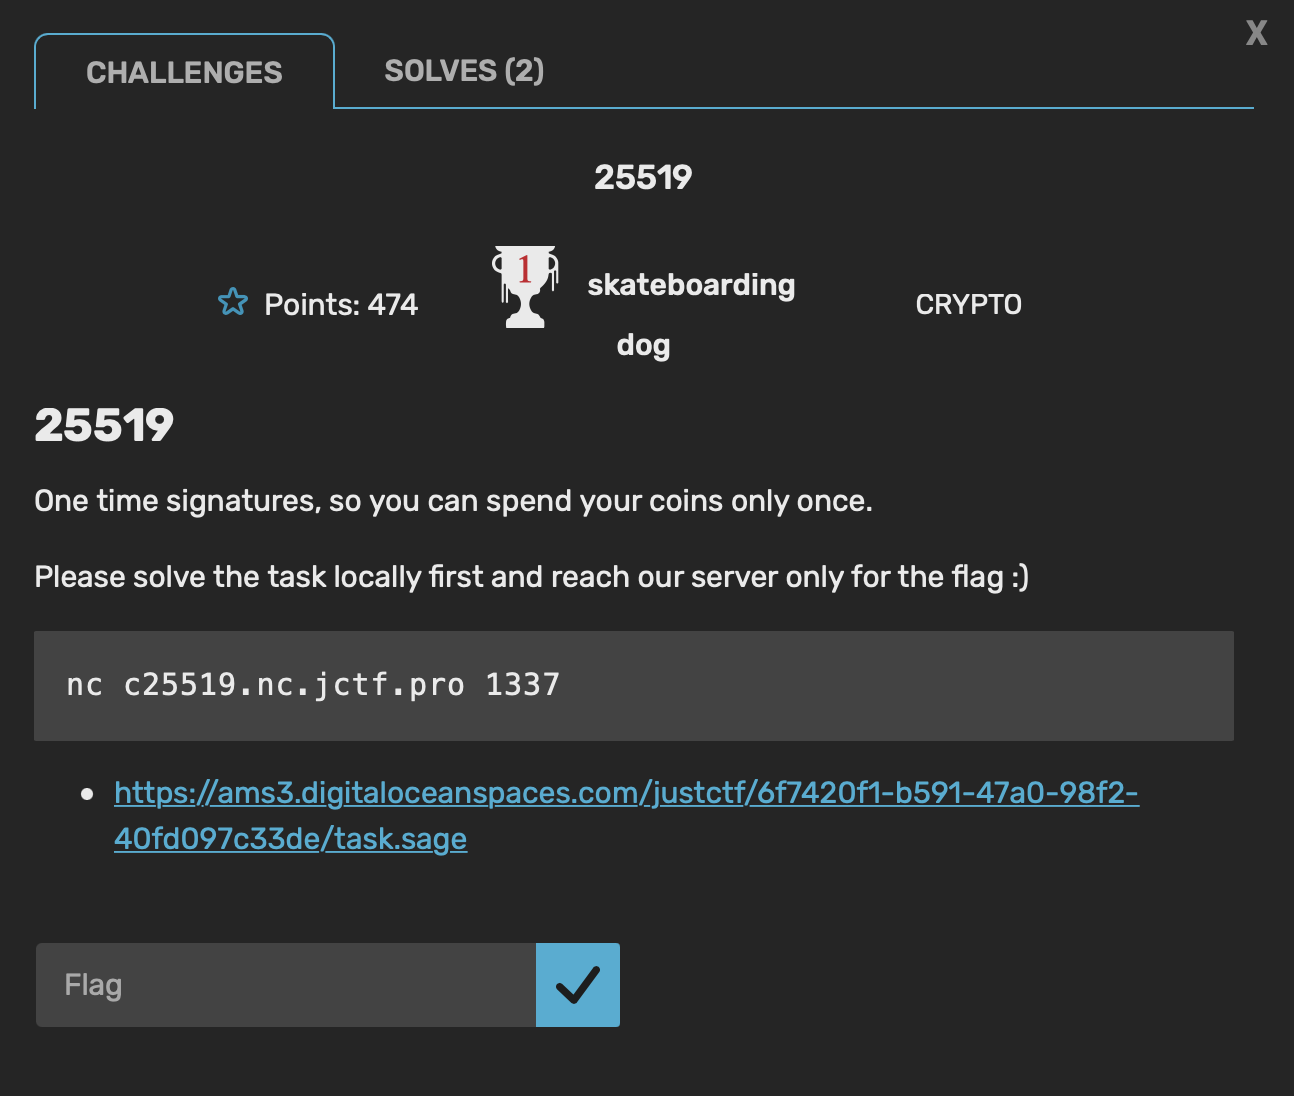 X
CHALLENGES
SOLVES (2)
25519
Points: 474
1
skateboarding
dog
CRYPTO
25519
One time signatures, so you can spend your coins only once.
Please solve the task locally first and reach our server only for the flag :)
nc c25519.nc.jctf.pro 1337
https://ams3.digitaloceanspaces.com/justctf/6f7420f1-b591-47a0-98f2-
40fd097c33de/task.sage
Flag